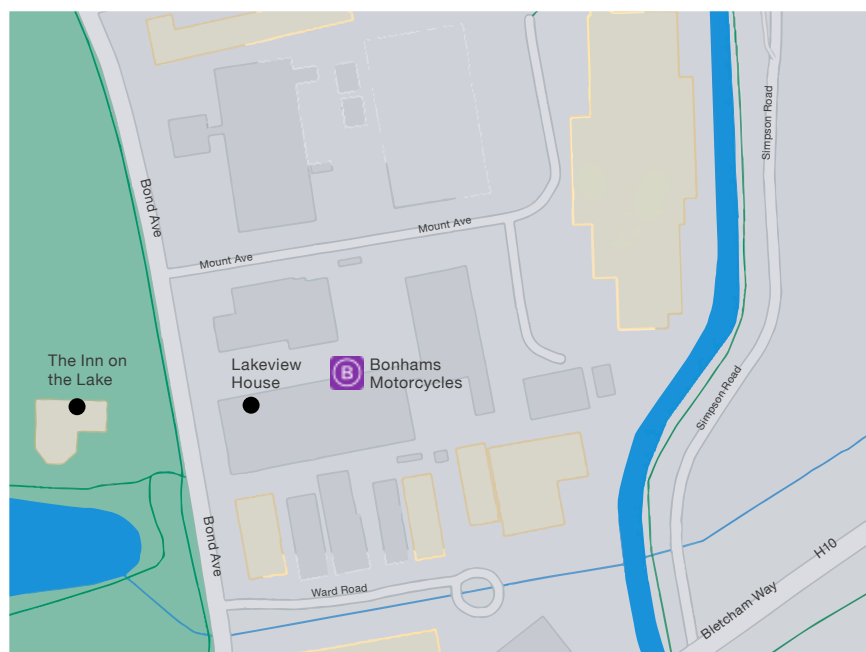 Simpson Road
Bond Ave
Mount Ave
Mount Ave
The Inn on
the Lake
Lakeview
House
B
Bonhams
Motorcycles
Simpson Road
Bond Ave
Ward Road
H10
Bletcham Way